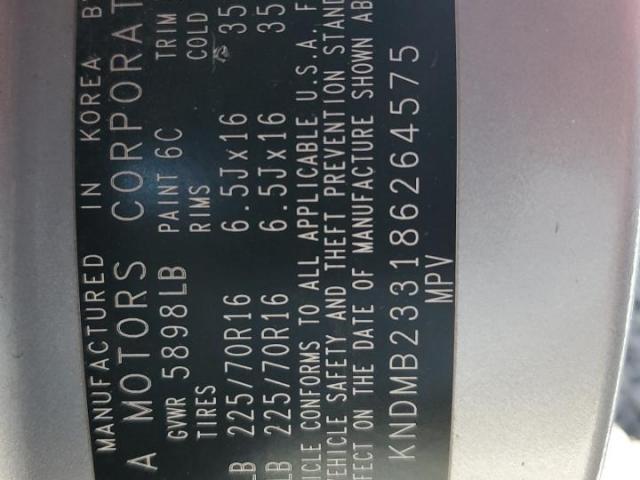 MANUFACTURED IN KOREA B
A MOTORS CORPORAT
GVWR 5898LB PAINT 6C TRIM
TIRES RIMS COLD
LB 225/70R16 6.5Jx16 35
LB 225/70R16 6.5Jx16 35
ICLE CONFORMS TO ALL APPLICABLE U.S.A. F
VEHICLE SAFETY AND THEFT PREVENTION STAND
FECT ON THE DATE OF MANUFACTURE SHOWN AB
KNDMB233186264575
MPV